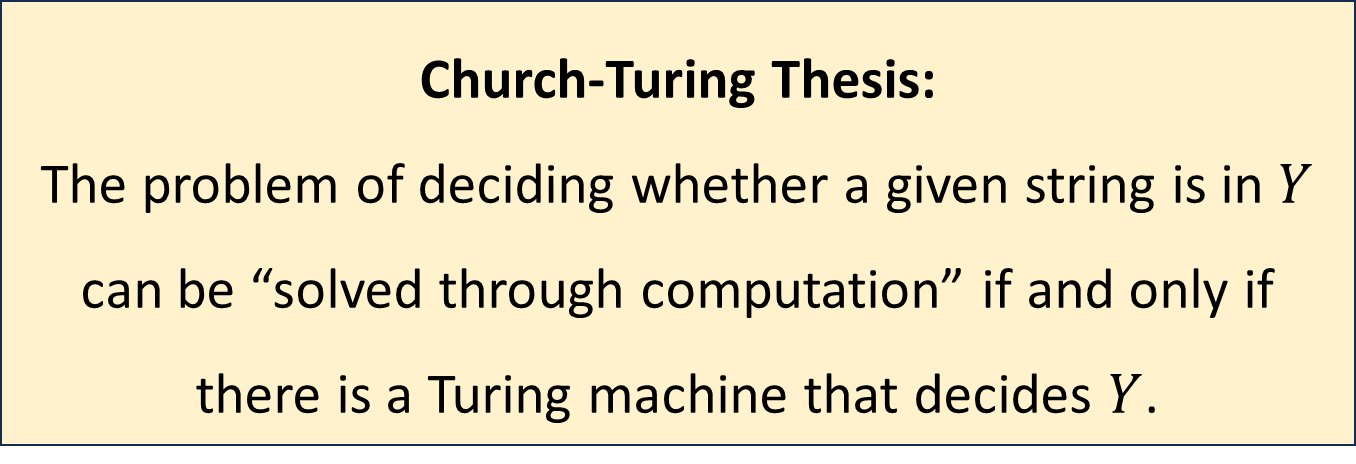 Church-Turing Thesis:
The problem of deciding whether a given string is in 𝑌
can be “solved through computation” if and only if
there is a Turing machine that decides 𝑌.